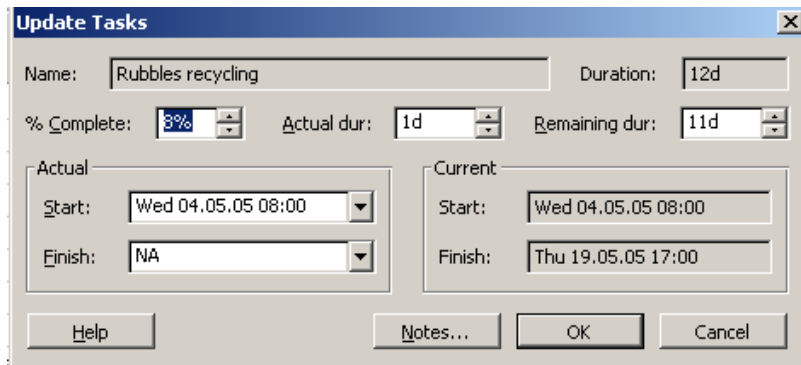 Update Tasks
Name: Rubbles recycling Duration: 12d
% Complete: 8% Actual dur: 1d Remaining dur: 11d
Actual Current
Start: Wed 04.05.05 08:00 Start: Wed 04.05.05 08:00
Finish: NA Finish: Thu 19.05.05 17:00
Help Notes... OK Cancel